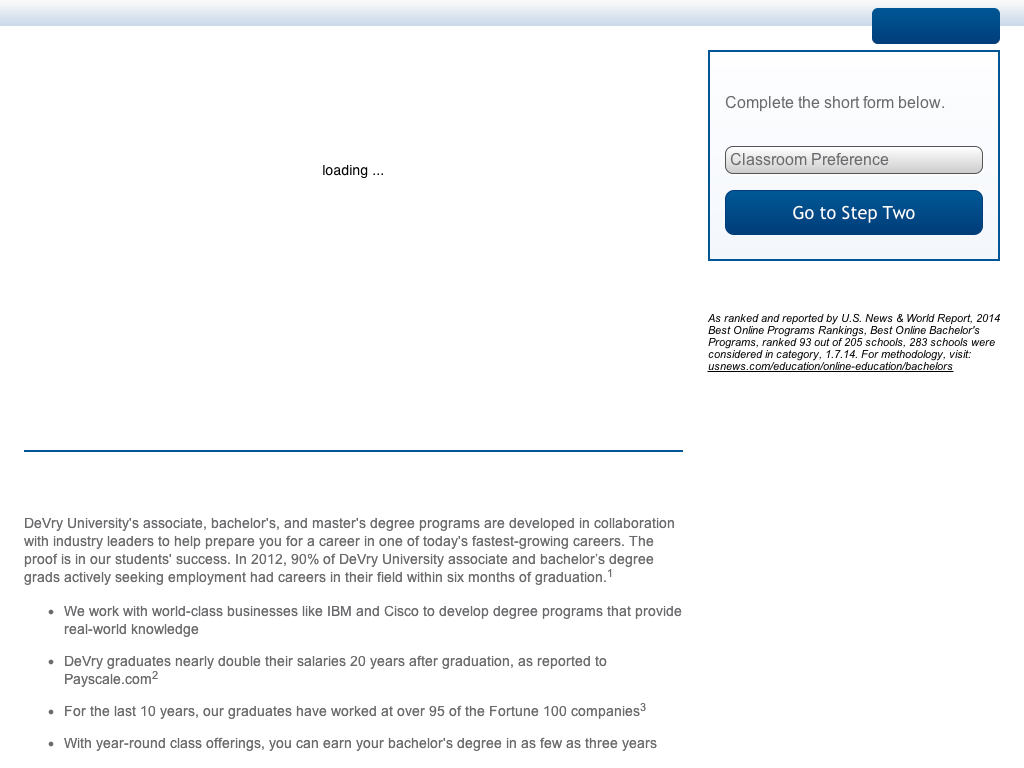 loading ...
Complete the short form below.
Classroom Preference
Go to Step Two
As ranked and reported by U.S. News & World Report, 2014
Best Online Programs Rankings, Best Online Bachelor's
Programs, ranked 93 out of 205 schools, 283 schools were
considered in category, 1.7.14. For methodology, visit:
usnews.com/education/online-education/bachelors
DeVry University's associate, bachelor's, and master's degree programs are developed in collaboration
with industry leaders to help prepare you for a career in one of today's fastest-growing careers. The
proof is in our students' success. In 2012, 90% of DeVry University associate and bachelor’s degree
grads actively seeking employment had careers in their field within six months of graduation.1
• We work with world-class businesses like IBM and Cisco to develop degree programs that provide
real-world knowledge
• DeVry graduates nearly double their salaries 20 years after graduation, as reported to
Payscale.com2
• For the last 10 years, our graduates have worked at over 95 of the Fortune 100 companies3
• With year-round class offerings, you can earn your bachelor's degree in as few as three years